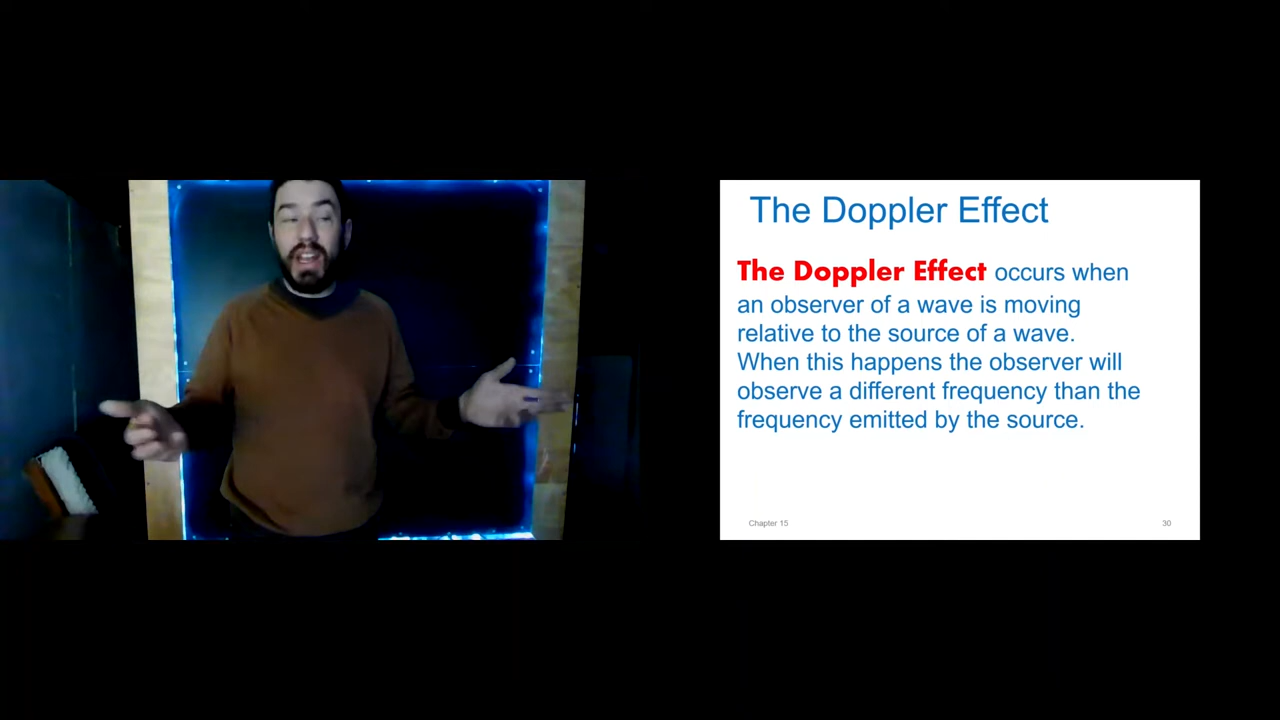 The Doppler Effect
The Doppler Effect occurs when
an observer of a wave is moving
relative to the source of a wave.
When this happens the observer will
observe a different frequency than the
frequency emitted by the source.
Chapter 15
30